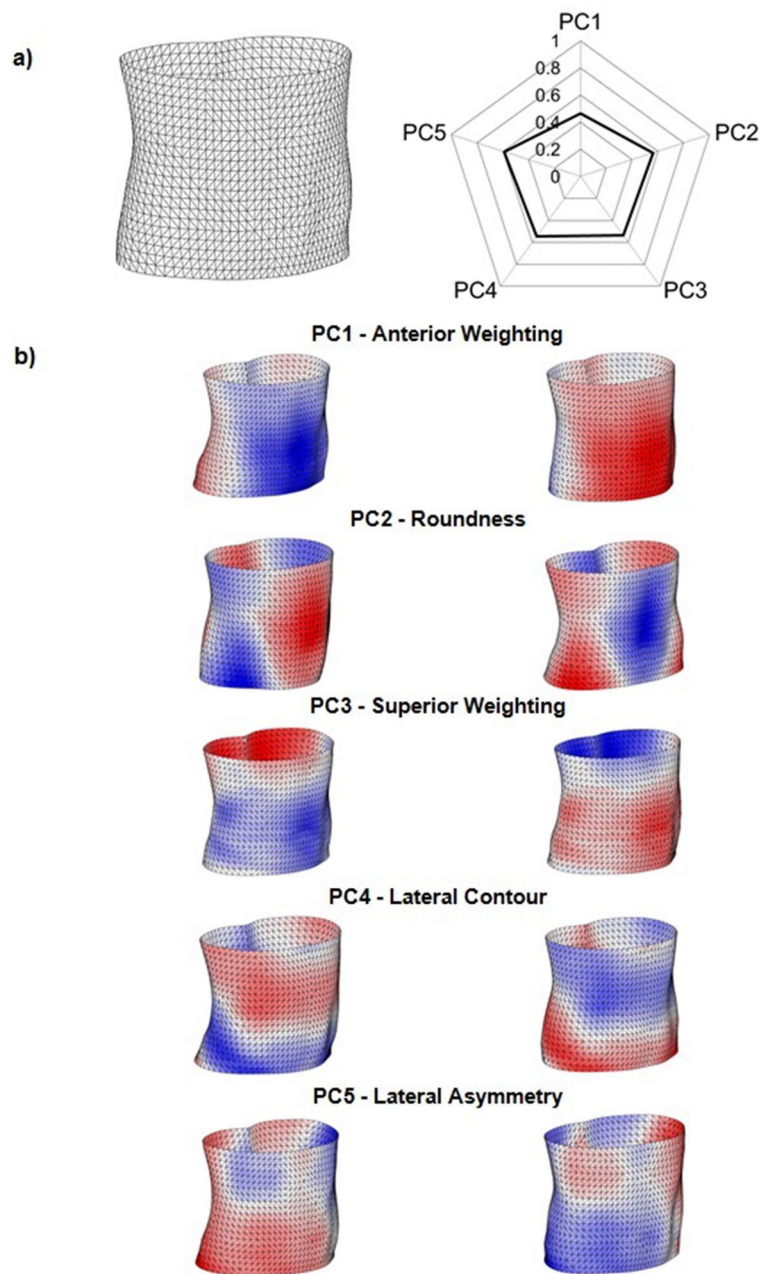 a)
PC1
1
0.8
0.6
0.4
0.2
0
PC5
PC2
PC4
PC3
b)
PC1 - Anterior Weighting
PC2 - Roundness
PC3 - Superior Weighting
PC4 - Lateral Contour
PC5 - Lateral Asymmetry